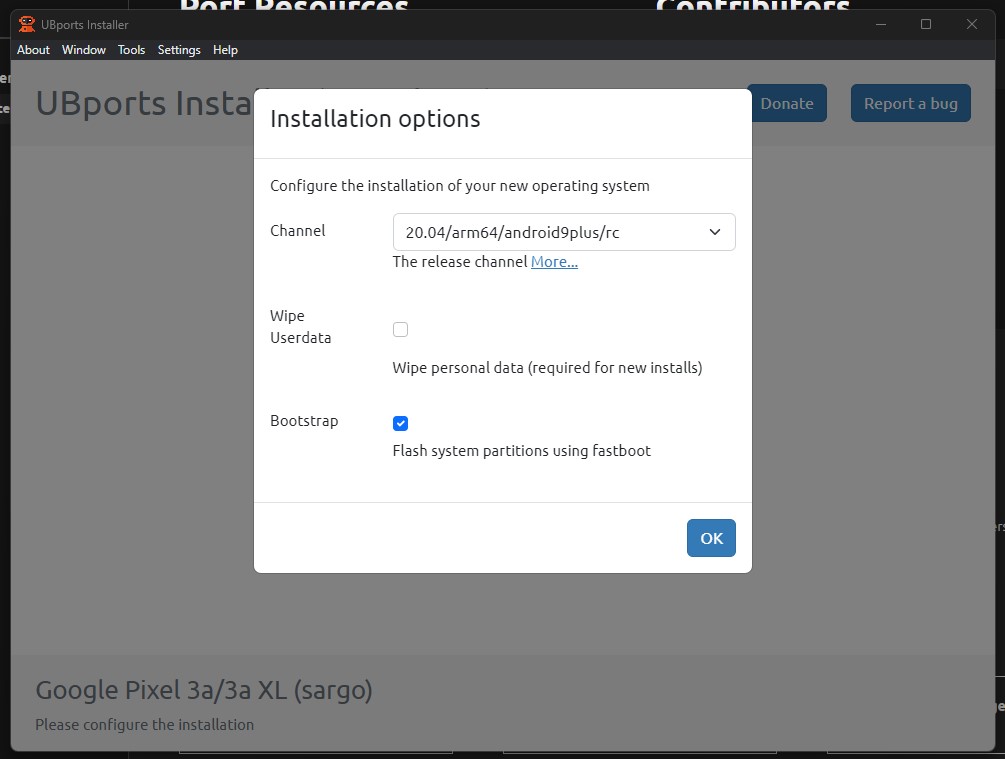 Port Resources
Contributors
UBports Installer
About Window Tools Settings Help
UBports Insta
Donate
Report a bug
Installation options
Configure the installation of your new operating system
Channel
20.04/arm64/android9plus/rc
The release channel More...
Wipe
Userdata
Wipe personal data (required for new installs)
Bootstrap
Flash system partitions using fastboot
OK
Google Pixel 3a/3a XL (sargo)
Please configure the installation